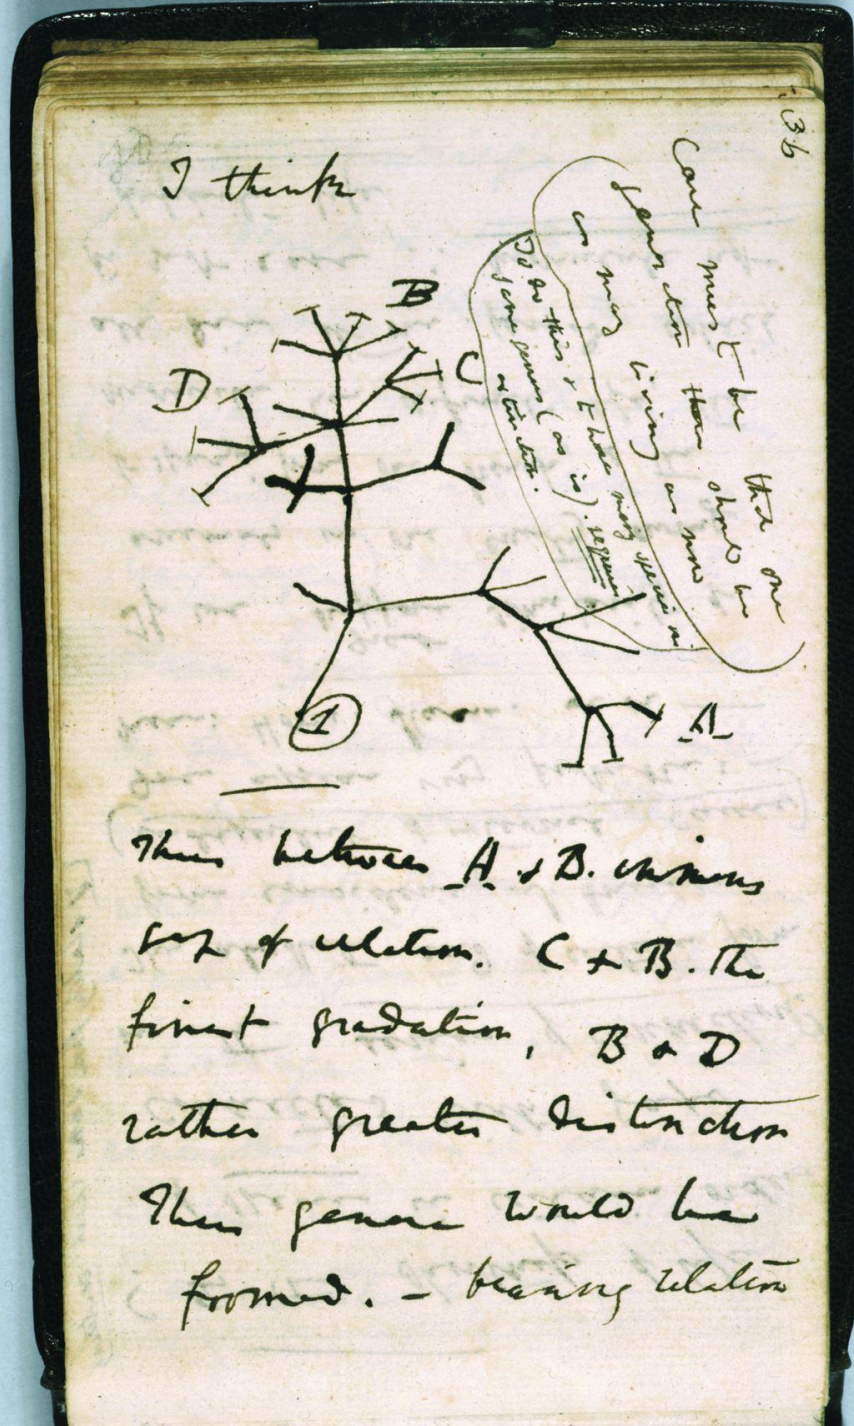 36
I think
Case must be that one
generation then should be
as many living as now
To do this & to have many species in
same genus (as is). requires
extinction.
B
C
D
A
1
Thus between A & B. immens
gap of relation. C & B. The
finest gradation, B & D
rather greater distinction
Thus genera would be
formed. — bearing relation